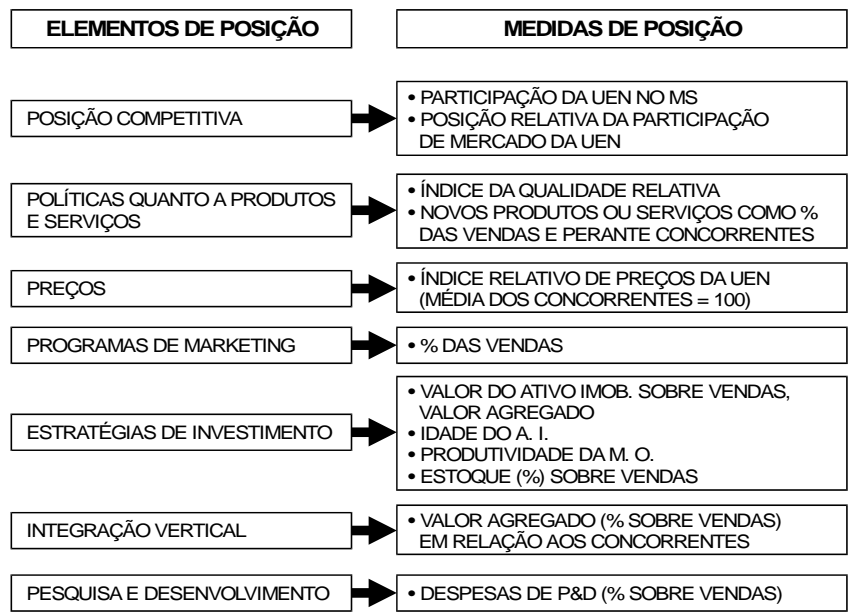 ELEMENTOS DE POSIÇÃO
MEDIDAS DE POSIÇÃO
POSIÇÃO COMPETITIVA
• PARTICIPAÇÃO DA UEN NO MS
• POSIÇÃO RELATIVA DA PARTICIPAÇÃO
DE MERCADO DA UEN
POLÍTICAS QUANTO A PRODUTOS
E SERVIÇOS
• ÍNDICE DA QUALIDADE RELATIVA
• NOVOS PRODUTOS OU SERVIÇOS COMO %
DAS VENDAS E PERANTE CONCORRENTES
PREÇOS
• ÍNDICE RELATIVO DE PREÇOS DA UEN
(MÉDIA DOS CONCORRENTES = 100)
PROGRAMAS DE MARKETING
• % DAS VENDAS
ESTRATÉGIAS DE INVESTIMENTO
• VALOR DO ATIVO IMOB. SOBRE VENDAS,
VALOR AGREGADO
• IDADE DO A. I.
• PRODUTIVIDADE DA M. O.
• ESTOQUE (%) SOBRE VENDAS
INTEGRAÇÃO VERTICAL
• VALOR AGREGADO (% SOBRE VENDAS)
EM RELAÇÃO AOS CONCORRENTES
PESQUISA E DESENVOLVIMENTO
• DESPESAS DE P&D (% SOBRE VENDAS)